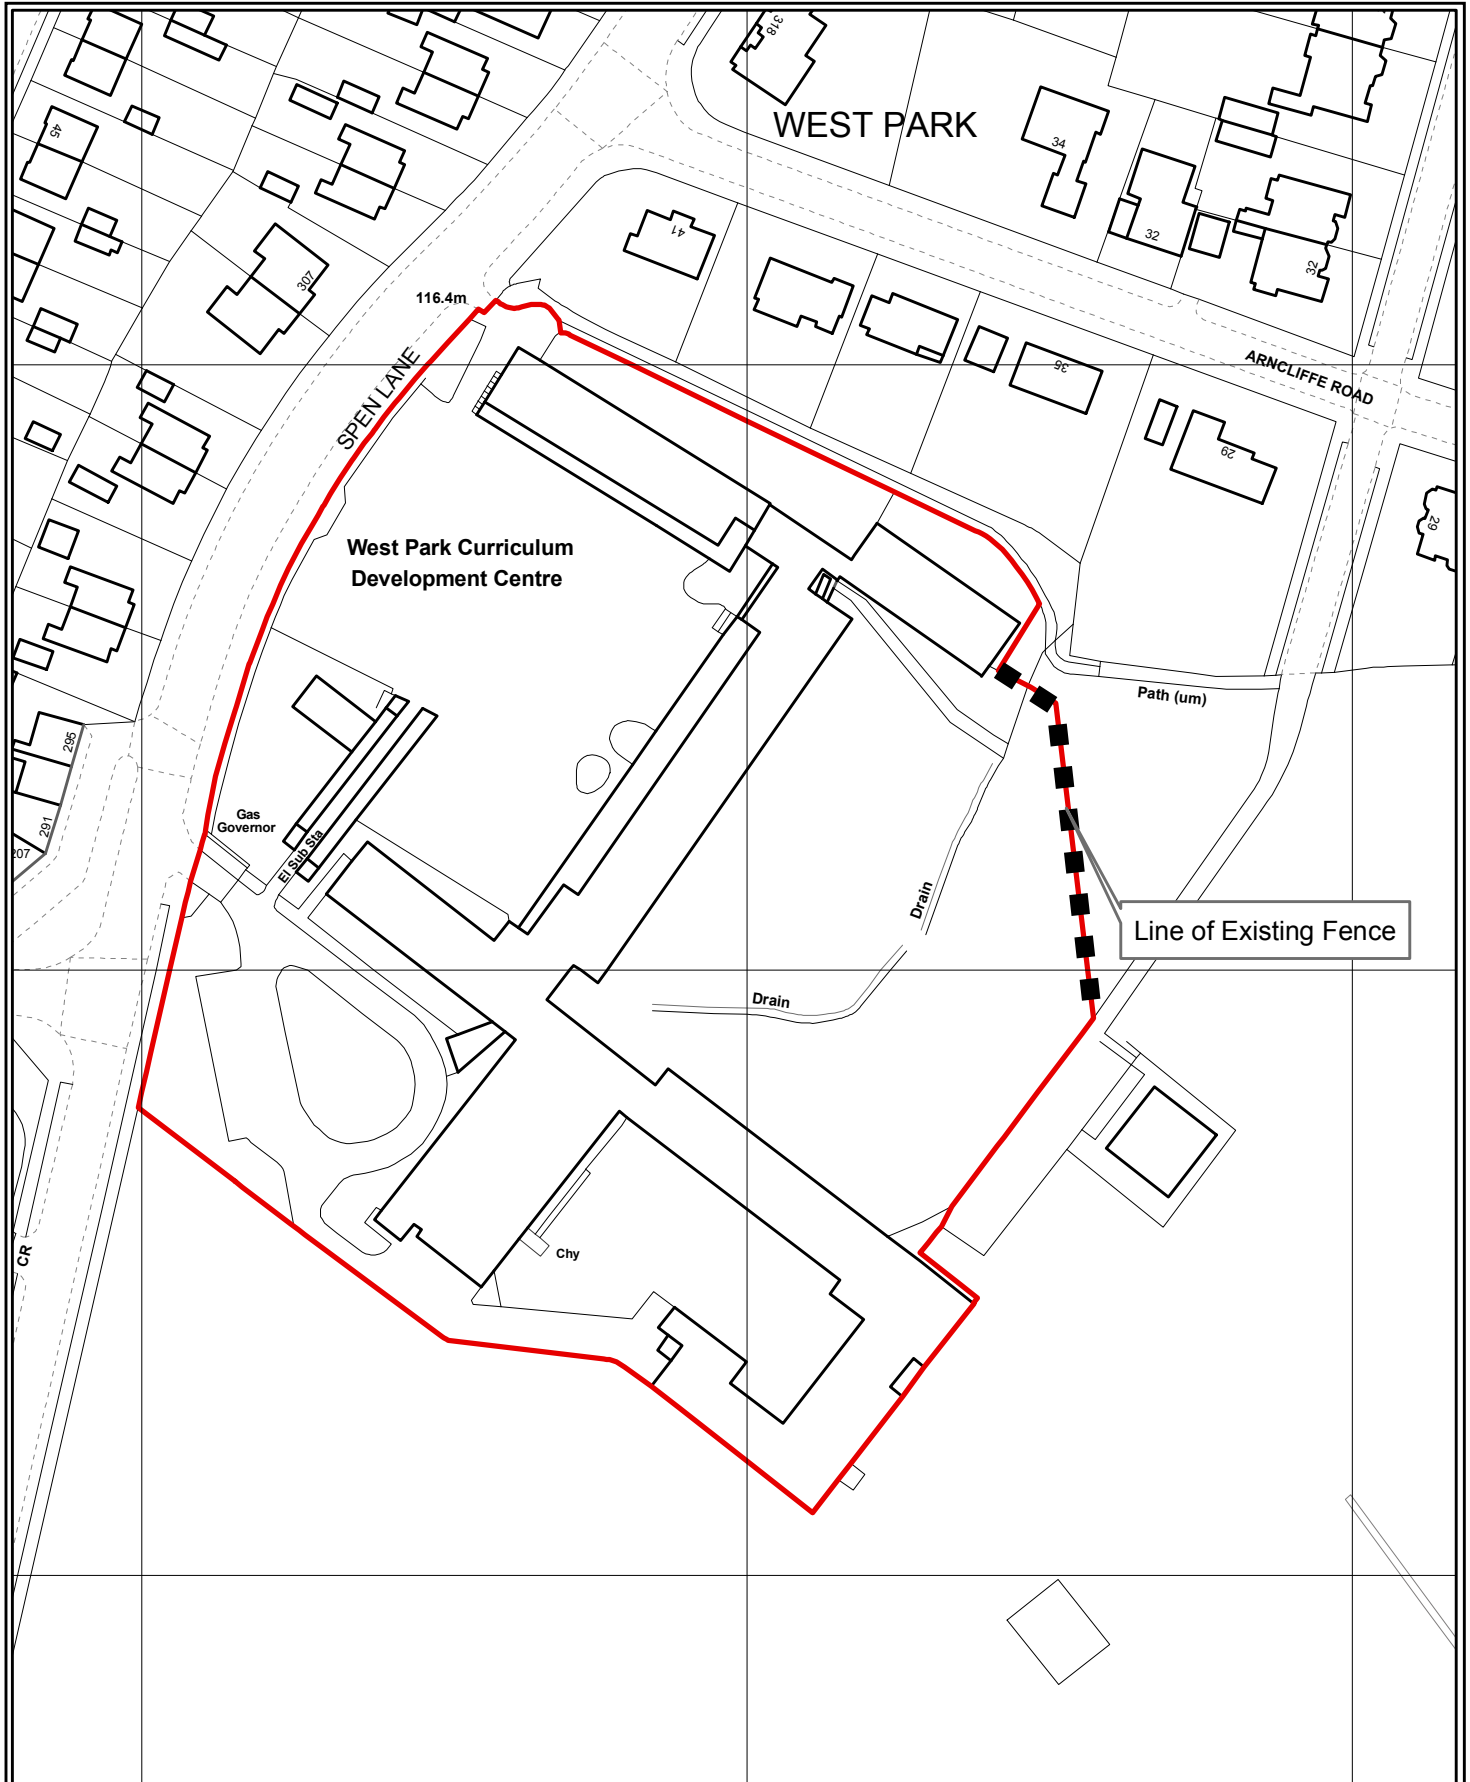 318
WEST PARK
45
34
32
32
41
307
116.4m
ARNCLIFFE ROAD
35
SPEN LANE
29
29
West Park Curriculum
Development Centre
Path (um)
295
291
207
Gas
Governor
El Sub Sta
Drain
Line of Existing Fence
Drain
CR
Chy